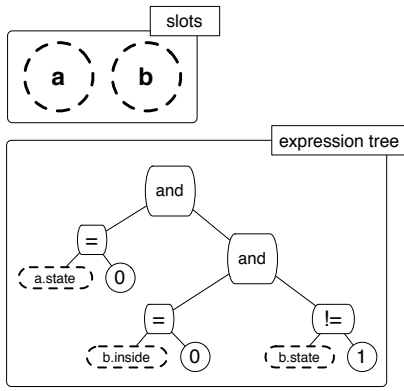 slots
a b
expression tree
and
=
and
a.state 0
= !=
b.inside 0 b.state 1